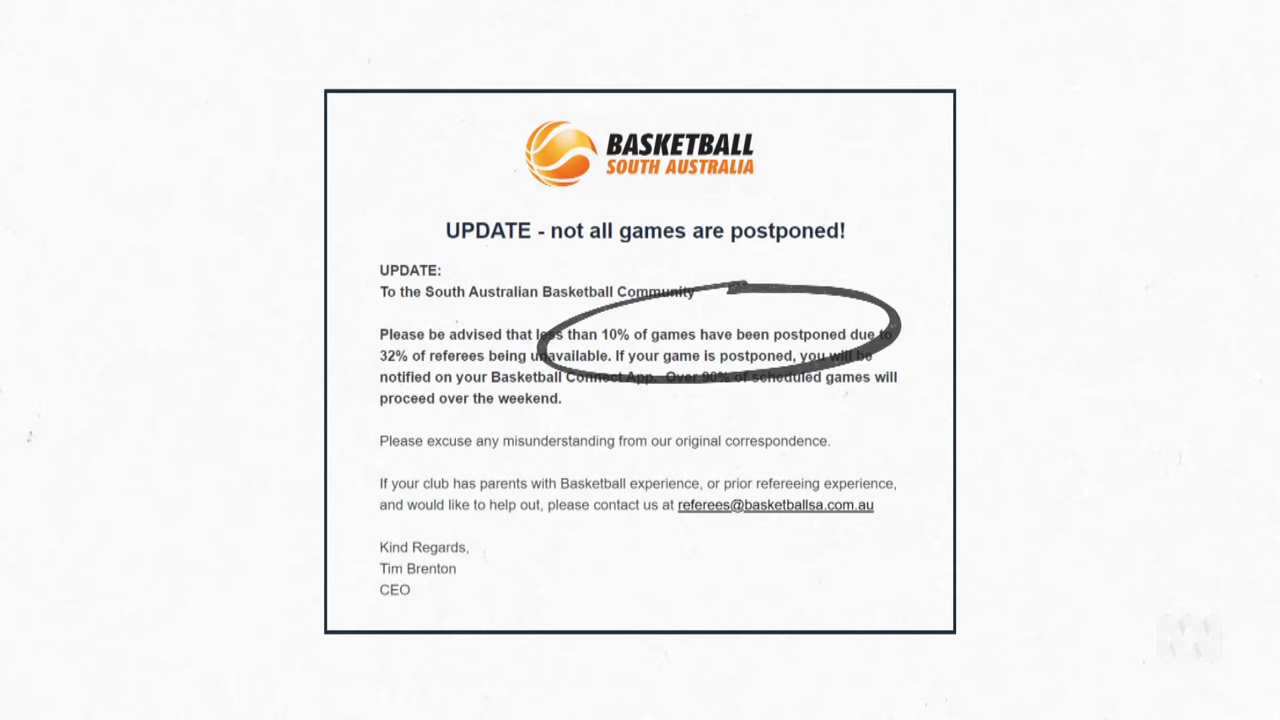 BASKETBALL
SOUTH AUSTRALIA
UPDATE - not all games are postponed!
UPDATE:
To the South Australian Basketball Community
Please be advised that less than 10% of games have been postponed due to
32% of referees being unavailable. If your game is postponed, you will be
notified on your Basketball Connect App. Over 90% of scheduled games will
proceed over the weekend.
Please excuse any misunderstanding from our original correspondence.
If your club has parents with Basketball experience, or prior refereeing experience,
and would like to help out, please contact us at referees@basketballsa.com.au
Kind Regards,
Tim Brenton
CEO